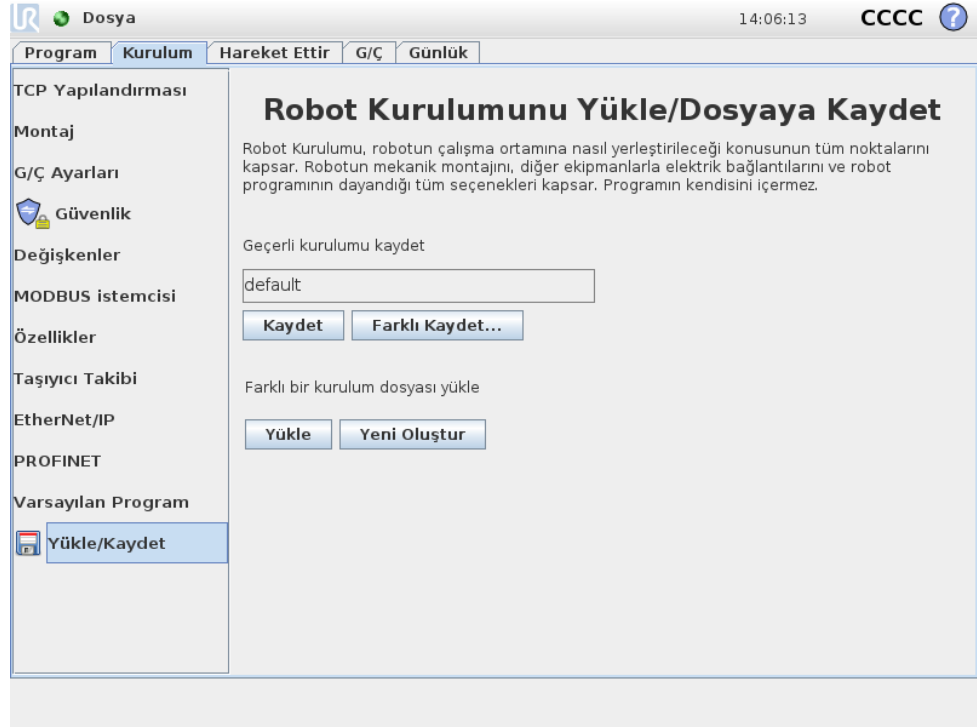 UR Dosya 14:06:13 CCCC ?
Program Kurulum Hareket Ettir G/Ç Günlük
TCP Yapılandırması
Montaj
G/Ç Ayarları
Güvenlik
Değişkenler
MODBUS istemcisi
Özellikler
Taşıyıcı Takibi
EtherNet/IP
PROFINET
Varsayılan Program
Yükle/Kaydet
Robot Kurulumunu Yükle/Dosyaya Kaydet
Robot Kurulumu, robotun çalışma ortamına nasıl yerleştirileceği konusunun tüm noktalarını
kapsar. Robotun mekanik montajını, diğer ekipmanlarla elektrik bağlantılarını ve robot
programının dayandığı tüm seçenekleri kapsar. Programın kendisini içermez.
Geçerli kurulumu kaydet
default
Kaydet Farklı Kaydet...
Farklı bir kurulum dosyası yükle
Yükle Yeni Oluştur